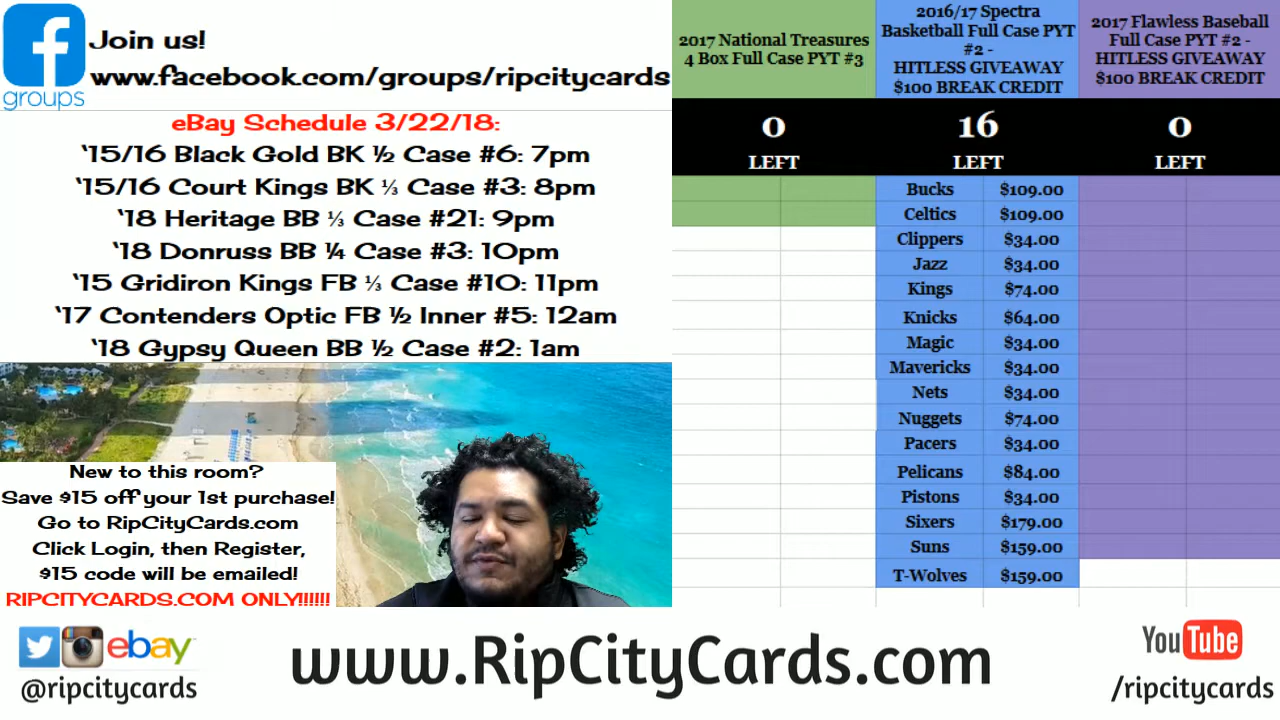 f
groups
Join us!
www.facebook.com/groups/ripcitycards
eBay Schedule 3/22/18:
‘15/16 Black Gold BK ½ Case #6: 7pm
‘15/16 Court Kings BK ⅓ Case #3: 8pm
‘18 Heritage BB ⅓ Case #21: 9pm
‘18 Donruss BB ¼ Case #3: 10pm
‘15 Gridiron Kings FB ⅓ Case #10: 11pm
‘17 Contenders Optic FB ½ Inner #5: 12am
‘18 Gypsy Queen BB ½ Case #2: 1am
New to this room?
Save $15 off your 1st purchase!
Go to RipCityCards.com
Click Login, then Register,
$15 code will be emailed!
RIPCITYCARDS.COM ONLY!!!!!!
2017 National Treasures
4 Box Full Case PYT #3
0
LEFT
2016/17 Spectra
Basketball Full Case PYT
#2 -
HITLESS GIVEAWAY
$100 BREAK CREDIT
16
LEFT
Bucks $109.00
Celtics $109.00
Clippers $34.00
Jazz $34.00
Kings $74.00
Knicks $64.00
Magic $34.00
Mavericks $34.00
Nets $34.00
Nuggets $74.00
Pacers $34.00
Pelicans $84.00
Pistons $34.00
Sixers $179.00
Suns $159.00
T-Wolves $159.00
2017 Flawless Baseball
Full Case PYT #2 -
HITLESS GIVEAWAY
$100 BREAK CREDIT
0
LEFT
ebay
@ripcitycards
www.RipCityCards.com
YouTube
/ripcitycards